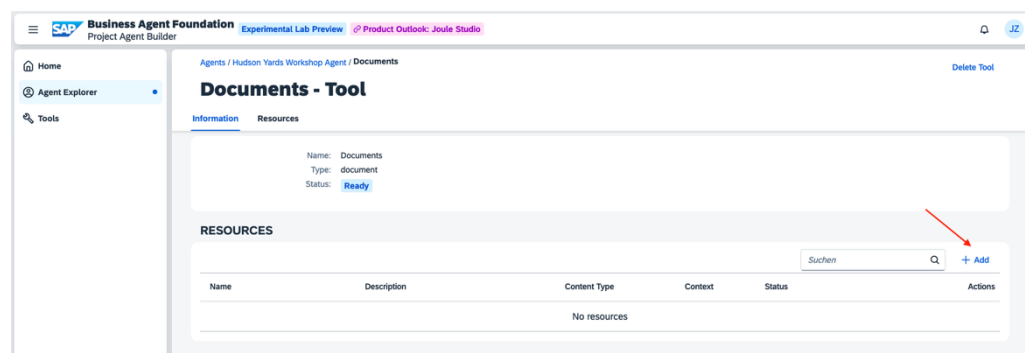 SAP
Business Agent Foundation
Project Agent Builder
Experimental Lab Preview
Product Outlook: Joule Studio
JZ
Home
Agent Explorer
Tools
Agents / Hudson Yards Workshop Agent / Documents
Delete Tool
Documents - Tool
Information Resources
Name: Documents
Type: document
Status: Ready
RESOURCES
Suchen
+ Add
Name Description Content Type Context Status Actions
No resources